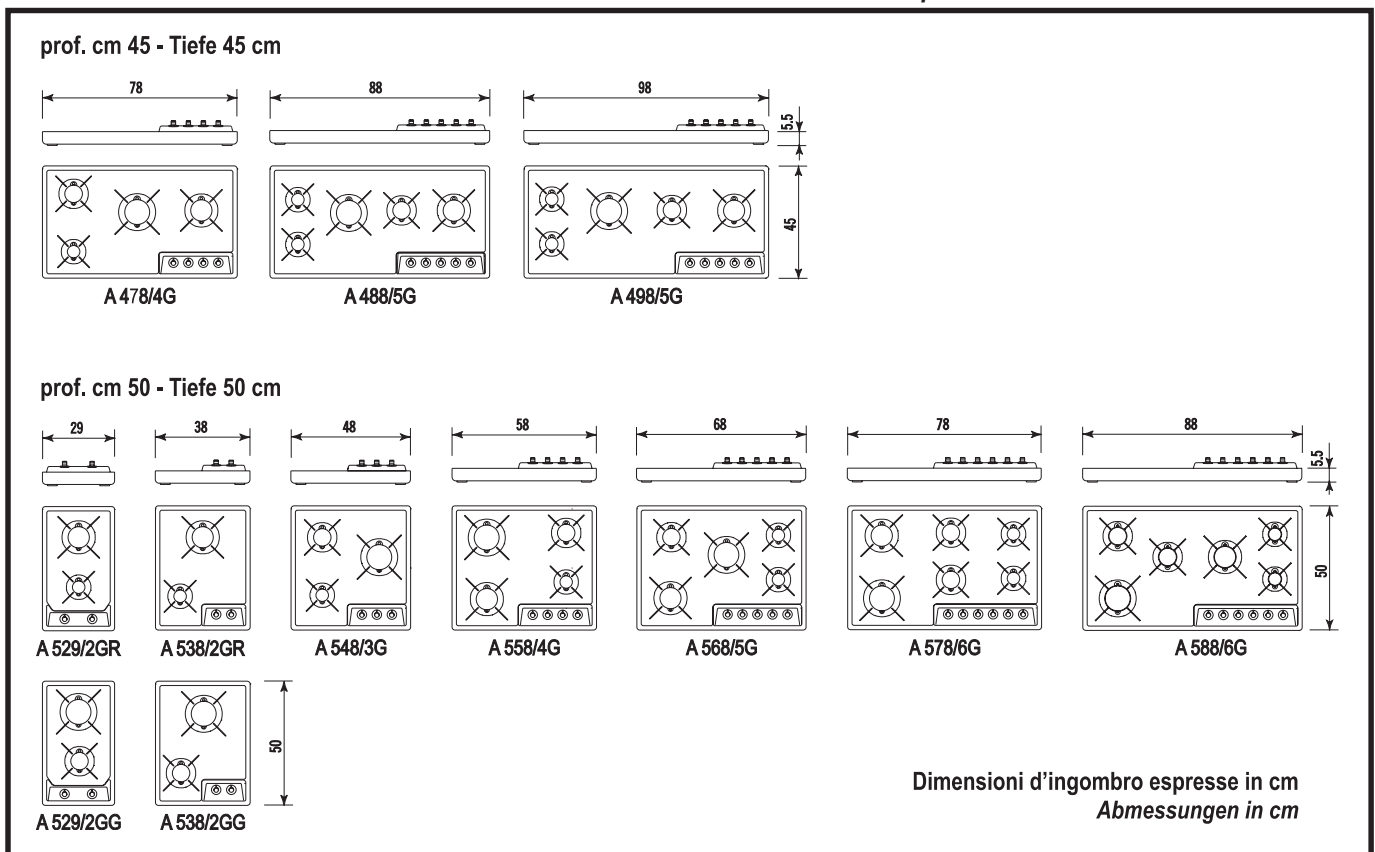 prof. cm 45 - Tiefe 45 cm
78 88 98
5.5
45
A 478/4G A 488/5G A 498/5G
prof. cm 50 - Tiefe 50 cm
29 38 48 58 68 78 88
5.5
50
A 529/2GR A 538/2GR A 548/3G A 558/4G A 568/5G A 578/6G A 588/6G
50
A 529/2GG A 538/2GG
Dimensioni d’ingombro espresse in cm
Abmessungen in cm